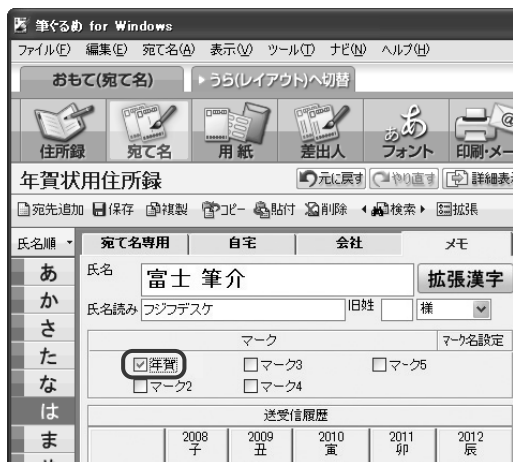 筆ぐるめ for Windows
ファイル(F) 編集(E) 宛て名(A) 表示(V) ツール(T) ナビ(N) ヘルプ(H)
おもて(宛て名) うら(レイアウト)へ切替
住所録 宛て名 用紙 差出人 フォント 印刷・メー
年賀状用住所録 元に戻す やり直す 詳細表示
宛先追加 保存 複製 コピー 貼付 削除 検索 拡張
氏名順 宛て名専用 自宅 会社 メモ
あ 氏名 富士 筆介 拡張漢字
か 氏名読み フジフデスケ 旧姓 様
さ マーク マーク名設定
た 年賀 マーク3 マーク5
な マーク2 マーク4
は 送受信履歴
ま 2008 2009 2010 2011 2012
子 丑 寅 卯 辰